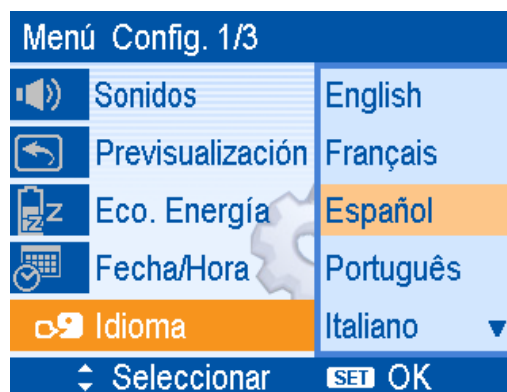 Menú Config. 1/3
Sonidos
Previsualización
Eco. Energía
Fecha/Hora
Idioma
English
Français
Español
Português
Italiano
Seleccionar SET OK